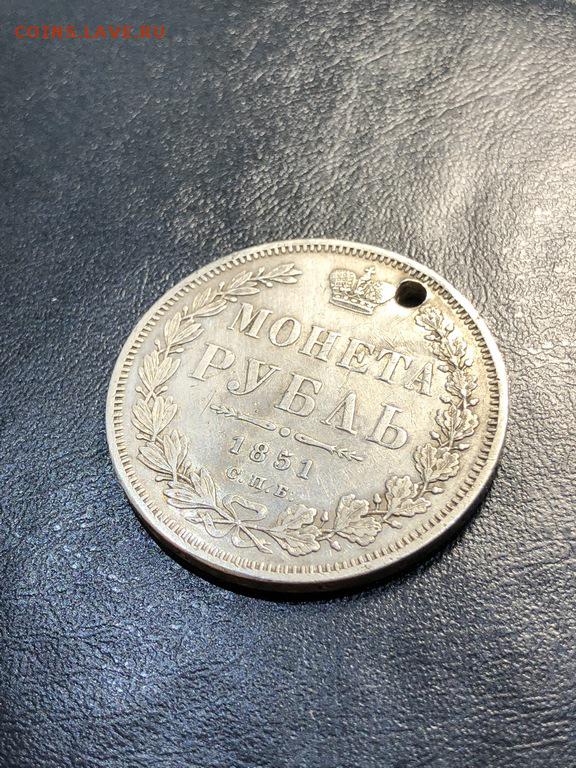 COINS.LAVE.RU
МОНЕТА
РУБЛЬ
1851
С.П.Б.